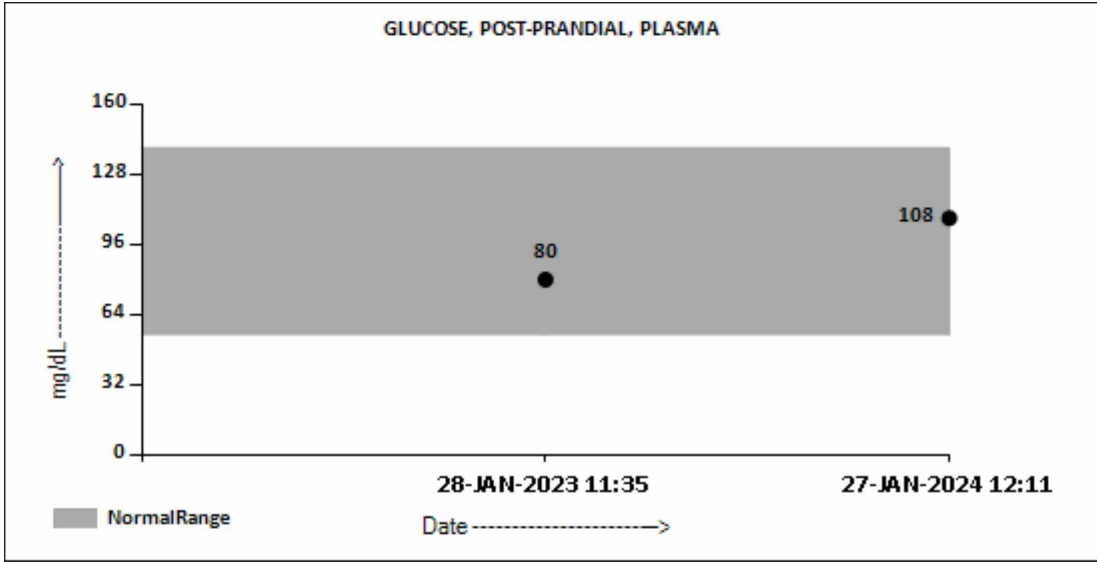 GLUCOSE, POST-PRANDIAL, PLASMA
160
128
96
64
32
0
mg/dL
108
80
28-JAN-2023 11:35
27-JAN-2024 12:11
NormalRange
Date